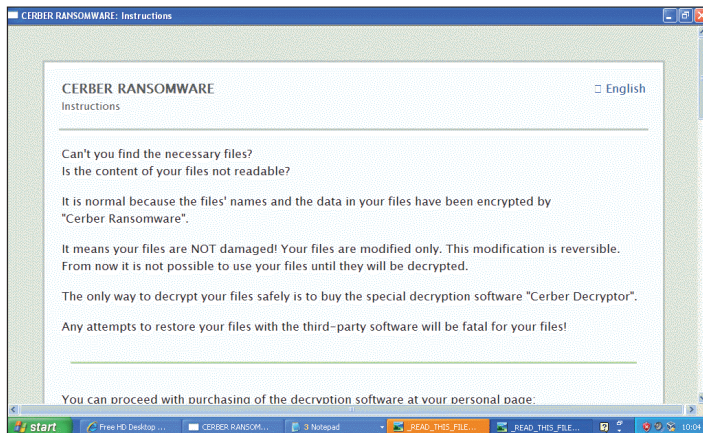 CERBER RANSOMWARE: Instructions
CERBER RANSOMWARE
English
Instructions
Can't you find the necessary files?
Is the content of your files not readable?
It is normal because the files' names and the data in your files have been encrypted by
"Cerber Ransomware".
It means your files are NOT damaged! Your files are modified only. This modification is reversible.
From now it is not possible to use your files until they will be decrypted.
The only way to decrypt your files safely is to buy the special decryption software "Cerber Decryptor".
Any attempts to restore your files with the third-party software will be fatal for your files!
You can proceed with purchasing of the decryption software at your personal page:
start
Free HD Desktop ...
CERBER RANSOM...
3 Notepad
_READ_THIS_FILE...
_READ_THIS_FILE...
10:04